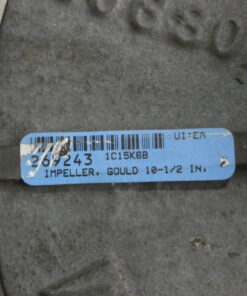 UI:EA
269243 1C15K6B
IMPELLER, GOULD 10-1/2 IN.